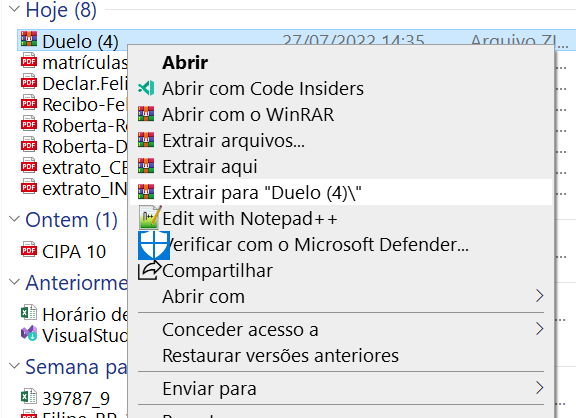 Hoje (8)
Duelo (4) 27/07/2022 14:35 Arquivo ZI...
matrículas
Abrir
Declar.Feli
Abrir com Code Insiders
Recibo-Fe
Abrir com o WinRAR
Roberta-R
Extrair arquivos...
Roberta-D
Extrair aqui
extrato_CE
Extrair para "Duelo (4)\"
extrato_IN
Edit with Notepad++
Ontem (1)
Verificar com o Microsoft Defender...
CIPA 10
Compartilhar
Anteriorme
Abrir com
Horário de
Conceder acesso a
VisualStud
Restaurar versões anteriores
Semana pa
Enviar para
39787_9